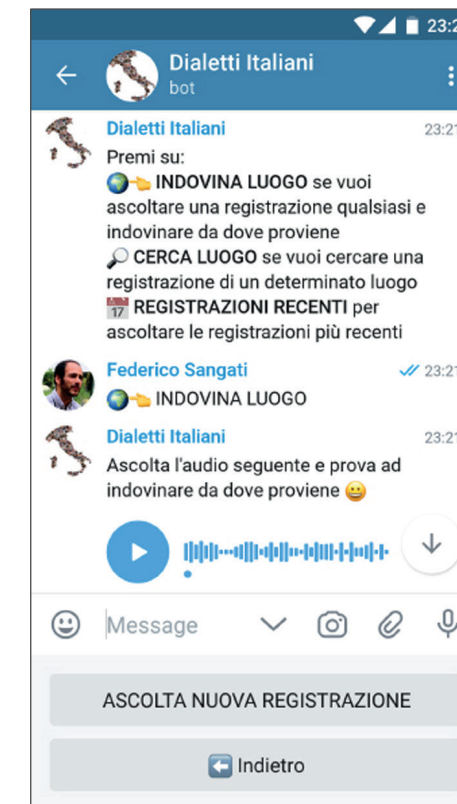 23:2
Dialetti Italiani
bot
Dialetti Italiani 23:21
Premi su:
🌍👈 INDOVINA LUOGO se vuoi
ascoltare una registrazione qualsiasi e
indovinare da dove proviene
🔎 CERCA LUOGO se vuoi cercare una
registrazione di un determinato luogo
📅 REGISTRAZIONI RECENTI per
ascoltare le registrazioni più recenti
Federico Sangati 23:21
🌍👈 INDOVINA LUOGO
Dialetti Italiani 23:21
Ascolta l'audio seguente e prova ad
indovinare da dove proviene 😀
Message
ASCOLTA NUOVA REGISTRAZIONE
⬅️ Indietro